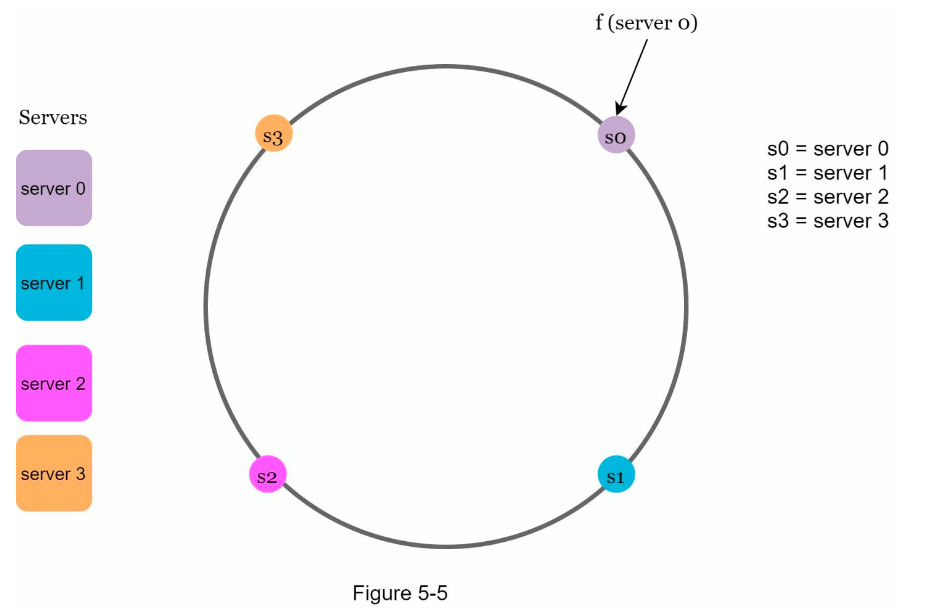 f (server 0)
Servers
s3
s0
s0 = server 0
s1 = server 1
s2 = server 2
s3 = server 3
server 0
server 1
server 2
server 3
s2
s1
Figure 5-5